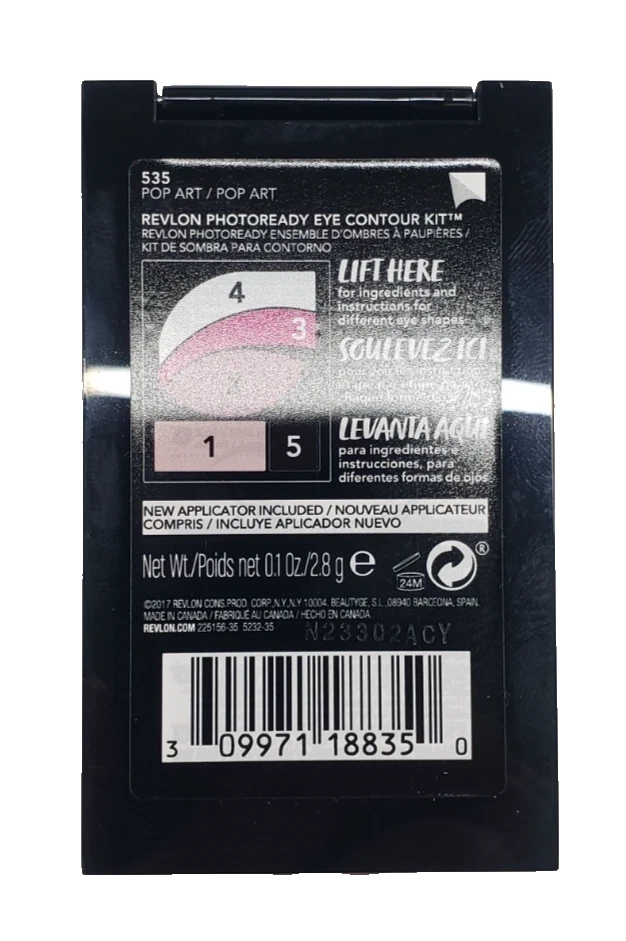 535
POP ART / POP ART
REVLON PHOTOREADY EYE CONTOUR KIT™
REVLON PHOTOREADY ENSEMBLE D'OMBRES À PAUPIÈRES /
KIT DE SOMBRA PARA CONTORNO
4
3
2
1
5
LIFT HERE
for ingredients and
instructions for
different eye shapes
SOULEVEZ ICI
LEVANTA AQUÍ
para ingredientes e
instrucciones, para
diferentes formas de ojos
NEW APPLICATOR INCLUDED / NOUVEAU APPLICATEUR
COMPRIS / INCLUYE APLICADOR NUEVO
Net Wt./Poids net 0.1 Oz./2.8 g e
24M
®
©2017 REVLON CONS.PROD. CORP.,N.Y.,N.Y. 10004. BEAUTYGE, S.L.,08940 BARCEONA, SPAIN.
MADE IN CANADA / FABRIQUÉ AU CANADA / HECHO EN CANADA.
REVLON.COM 225156-35 5232-35
N23302ACY
3 09971 18835 0